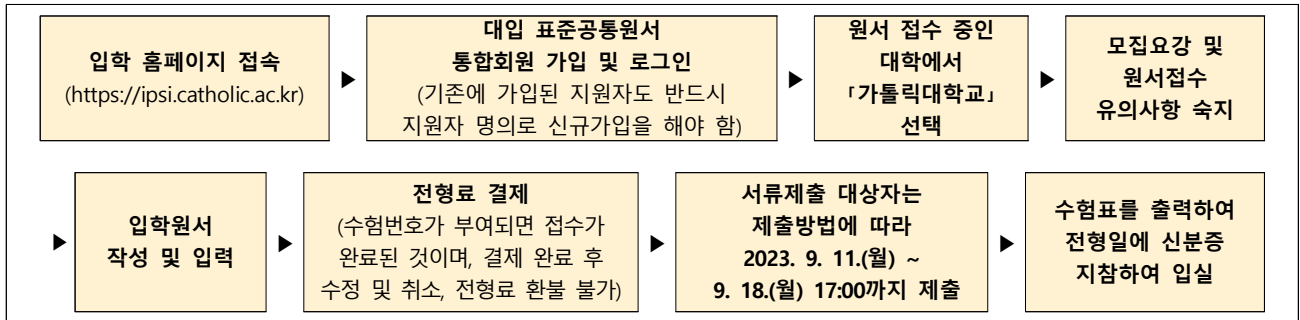 입학 홈페이지 접속
(https://ipsi.catholic.ac.kr)
▶
대입 표준공통원서
통합회원 가입 및 로그인
(기존에 가입된 지원자도 반드시
지원자 명의로 신규가입을 해야 함)
▶
원서 접수 중인
대학에서
「가톨릭대학교」
선택
▶
모집요강 및
원서접수
유의사항 숙지
▶
입학원서
작성 및 입력
▶
전형료 결제
(수험번호가 부여되면 접수가
완료된 것이며, 결제 완료 후
수정 및 취소, 전형료 환불 불가)
▶
서류제출 대상자는
제출방법에 따라
2023. 9. 11.(월) ~
9. 18.(월) 17:00까지 제출
▶
수험표를 출력하여
전형일에 신분증
지참하여 입실